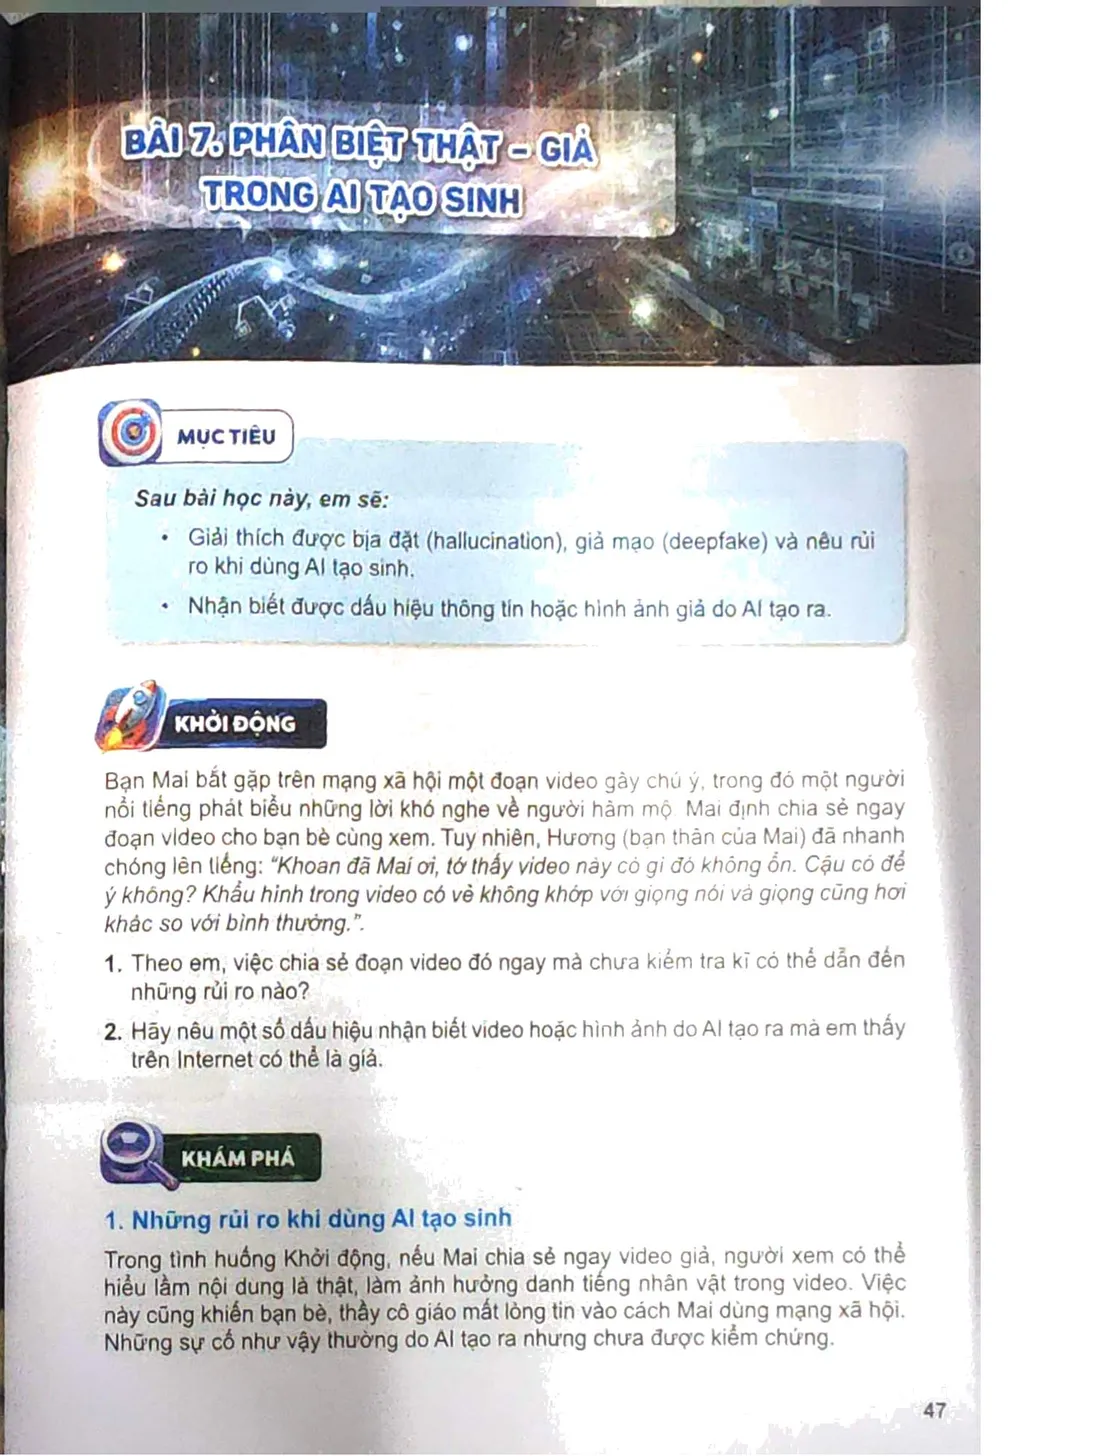 BÀI 7. PHÂN BIỆT THẬT - GIẢ
TRONG AI TẠO SINH
MỤC TIÊU
Sau bài học này, em sẽ:
• Giải thích được bịa đặt (hallucination), giả mạo (deepfake) và nêu rủi
ro khi dùng AI tạo sinh.
• Nhận biết được dấu hiệu thông tin hoặc hình ảnh giả do AI tạo ra.
KHỞI ĐỘNG
Bạn Mai bắt gặp trên mạng xã hội một đoạn video gây chú ý, trong đó một người
nổi tiếng phát biểu những lời khó nghe về người hâm mộ. Mai định chia sẻ ngay
đoạn video cho bạn bè cùng xem. Tuy nhiên, Hương (bạn thân của Mai) đã nhanh
chóng lên tiếng: "Khoan đã Mai ơi, tớ thấy video này có gì đó không ổn. Cậu có để
ý không? Khẩu hình trong video có vẻ không khớp với giọng nói và giọng cũng hơi
khác so với bình thường.".
1. Theo em, việc chia sẻ đoạn video đó ngay mà chưa kiểm tra kĩ có thể dẫn đến
những rủi ro nào?
2. Hãy nêu một số dấu hiệu nhận biết video hoặc hình ảnh do AI tạo ra mà em thấy
trên Internet có thể là giả.
KHÁM PHÁ
1. Những rủi ro khi dùng AI tạo sinh
Trong tình huống Khởi động, nếu Mai chia sẻ ngay video giả, người xem có thể
hiểu lầm nội dung là thật, làm ảnh hưởng danh tiếng nhân vật trong video. Việc
này cũng khiến bạn bè, thầy cô giáo mất lòng tin vào cách Mai dùng mạng xã hội.
Những sự cố như vậy thường do AI tạo ra nhưng chưa được kiểm chứng.
47